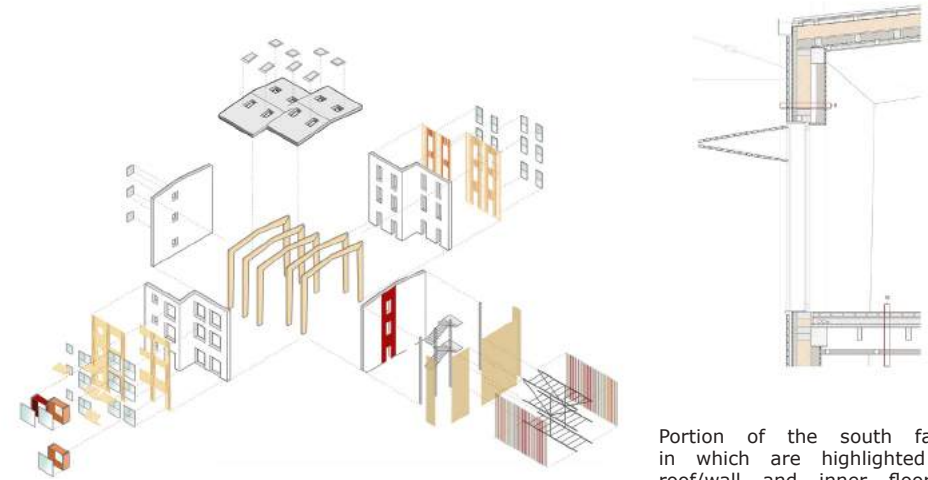 Portion of the south fa
in which are highlighted
roof/wall and inner floor